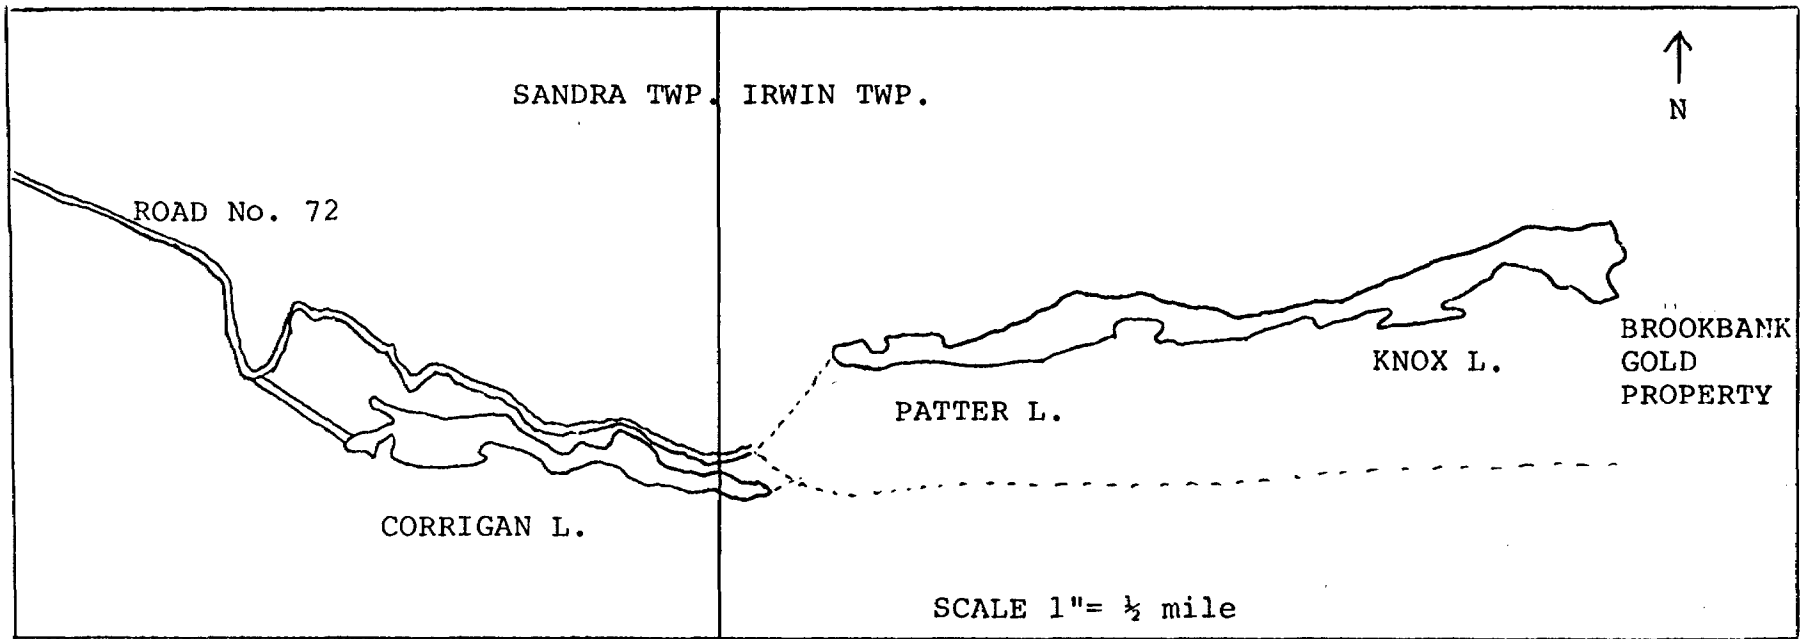 SANDRA TWP. IRWIN TWP.
N
ROAD No. 72
BROOKBANK
GOLD
PROPERTY
KNOX L.
PATTER L.
CORRIGAN L.
SCALE 1"= ½ mile